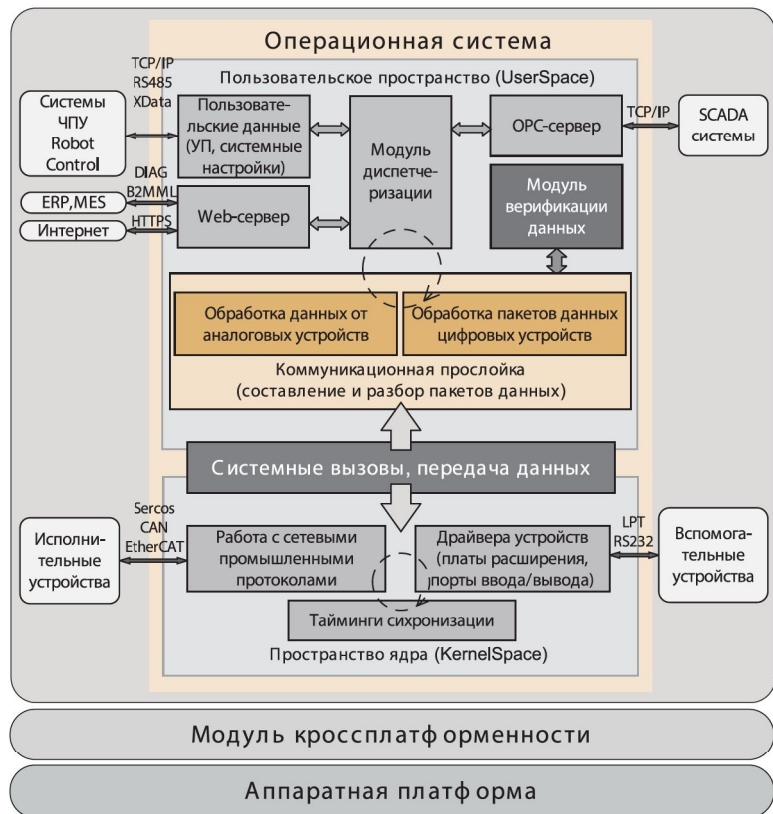 Операционная система
Пользовательское пространство (UserSpace)
TCP/IP
RS485
XData
Системы
ЧПУ
Robot
Control
Пользовате-
льские данные
(УП, системные
настройки)
Модуль
диспетче-
ризации
OPC-сервер
TCP/IP
SCADA
системы
DIAG
B2MML
HTTPS
ERP,MES
Интернет
Web-сервер
Модуль
верификации
данных
Обработка данных от
аналоговых устройств
Обработка пакетов данных
цифровых устройств
Коммуникационная прослойка
(составление и разбор пакетов данных)
Системные вызовы, передача данных
Sercos
CAN
EtherCAT
Исполни-
тельные
устройства
Работа с сетевыми
промышленными
протоколами
Драйвера устройств
(платы расширения,
порты ввода/вывода)
LPT
RS232
Вспомога-
тельные
устройства
Тайминги сихронизации
Пространство ядра (KernelSpace)
Модуль кроссплатформенности
Аппаратная платформа